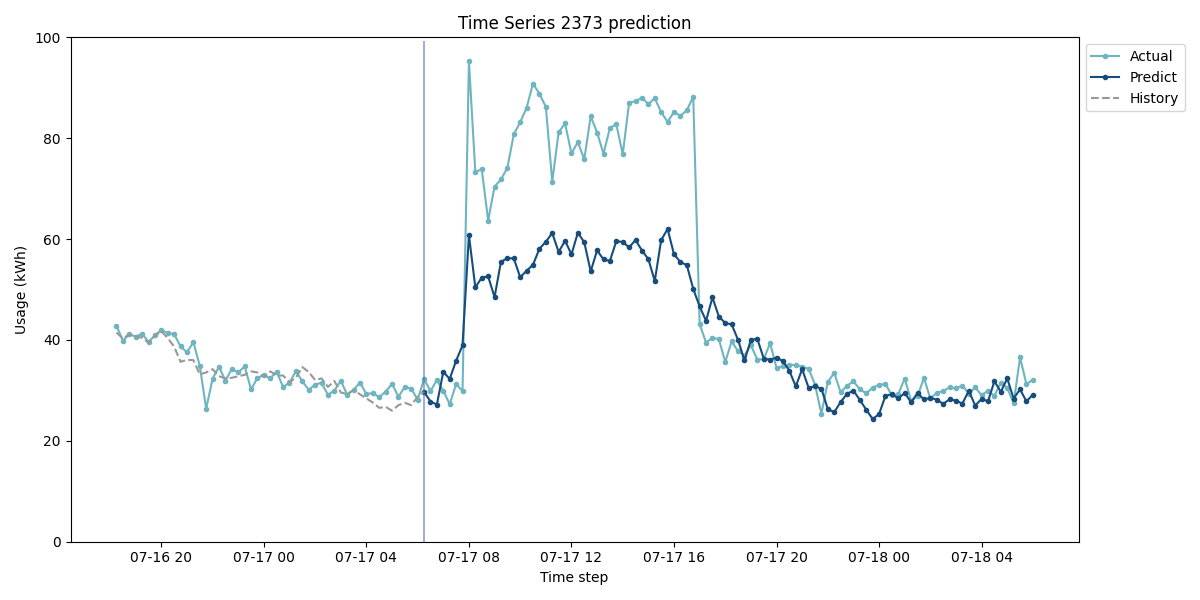 Time Series 2373 prediction
Usage (kWh)
100
80
60
40
20
0
07-16 20
07-17 00
07-17 04
07-17 08
07-17 12
07-17 16
07-17 20
07-18 00
07-18 04
Time step
Actual
Predict
History